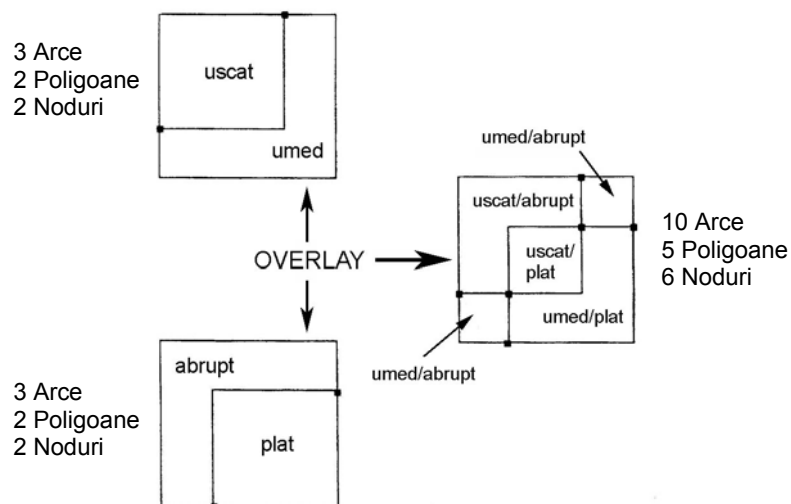 3 Arce
2 Poligoane
2 Noduri
uscat
umed
OVERLAY
umed/abrupt
uscat/abrupt
uscat/
plat
umed/plat
umed/abrupt
10 Arce
5 Poligoane
6 Noduri
3 Arce
2 Poligoane
2 Noduri
abrupt
plat